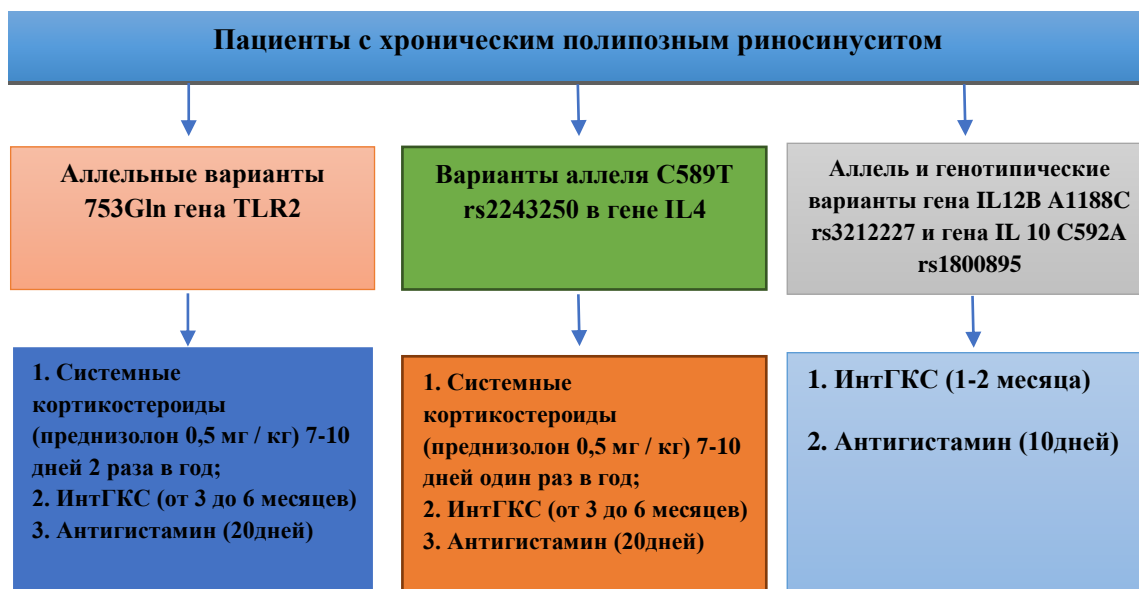 Пациенты с хроническим полипозным риносинуситом
Аллельные варианты
753Gln гена TLR2
Варианты аллеля C589T
rs2243250 в гене IL4
Аллель и генотипические
варианты гена IL12B A1188C
rs3212227 и гена IL 10 C592A
rs1800895
1. Системные
кортикостероиды
(преднизолон 0,5 мг / кг) 7-10
дней 2 раза в год;
2. ИнтГКС (от 3 до 6 месяцев)
3. Антигистамин (20дней)
1. Системные
кортикостероиды
(преднизолон 0,5 мг / кг) 7-10
дней один раз в год;
2. ИнтГКС (от 3 до 6 месяцев)
3. Антигистамин (20дней)
1. ИнтГКС (1-2 месяца)
2. Антигистамин (10дней)